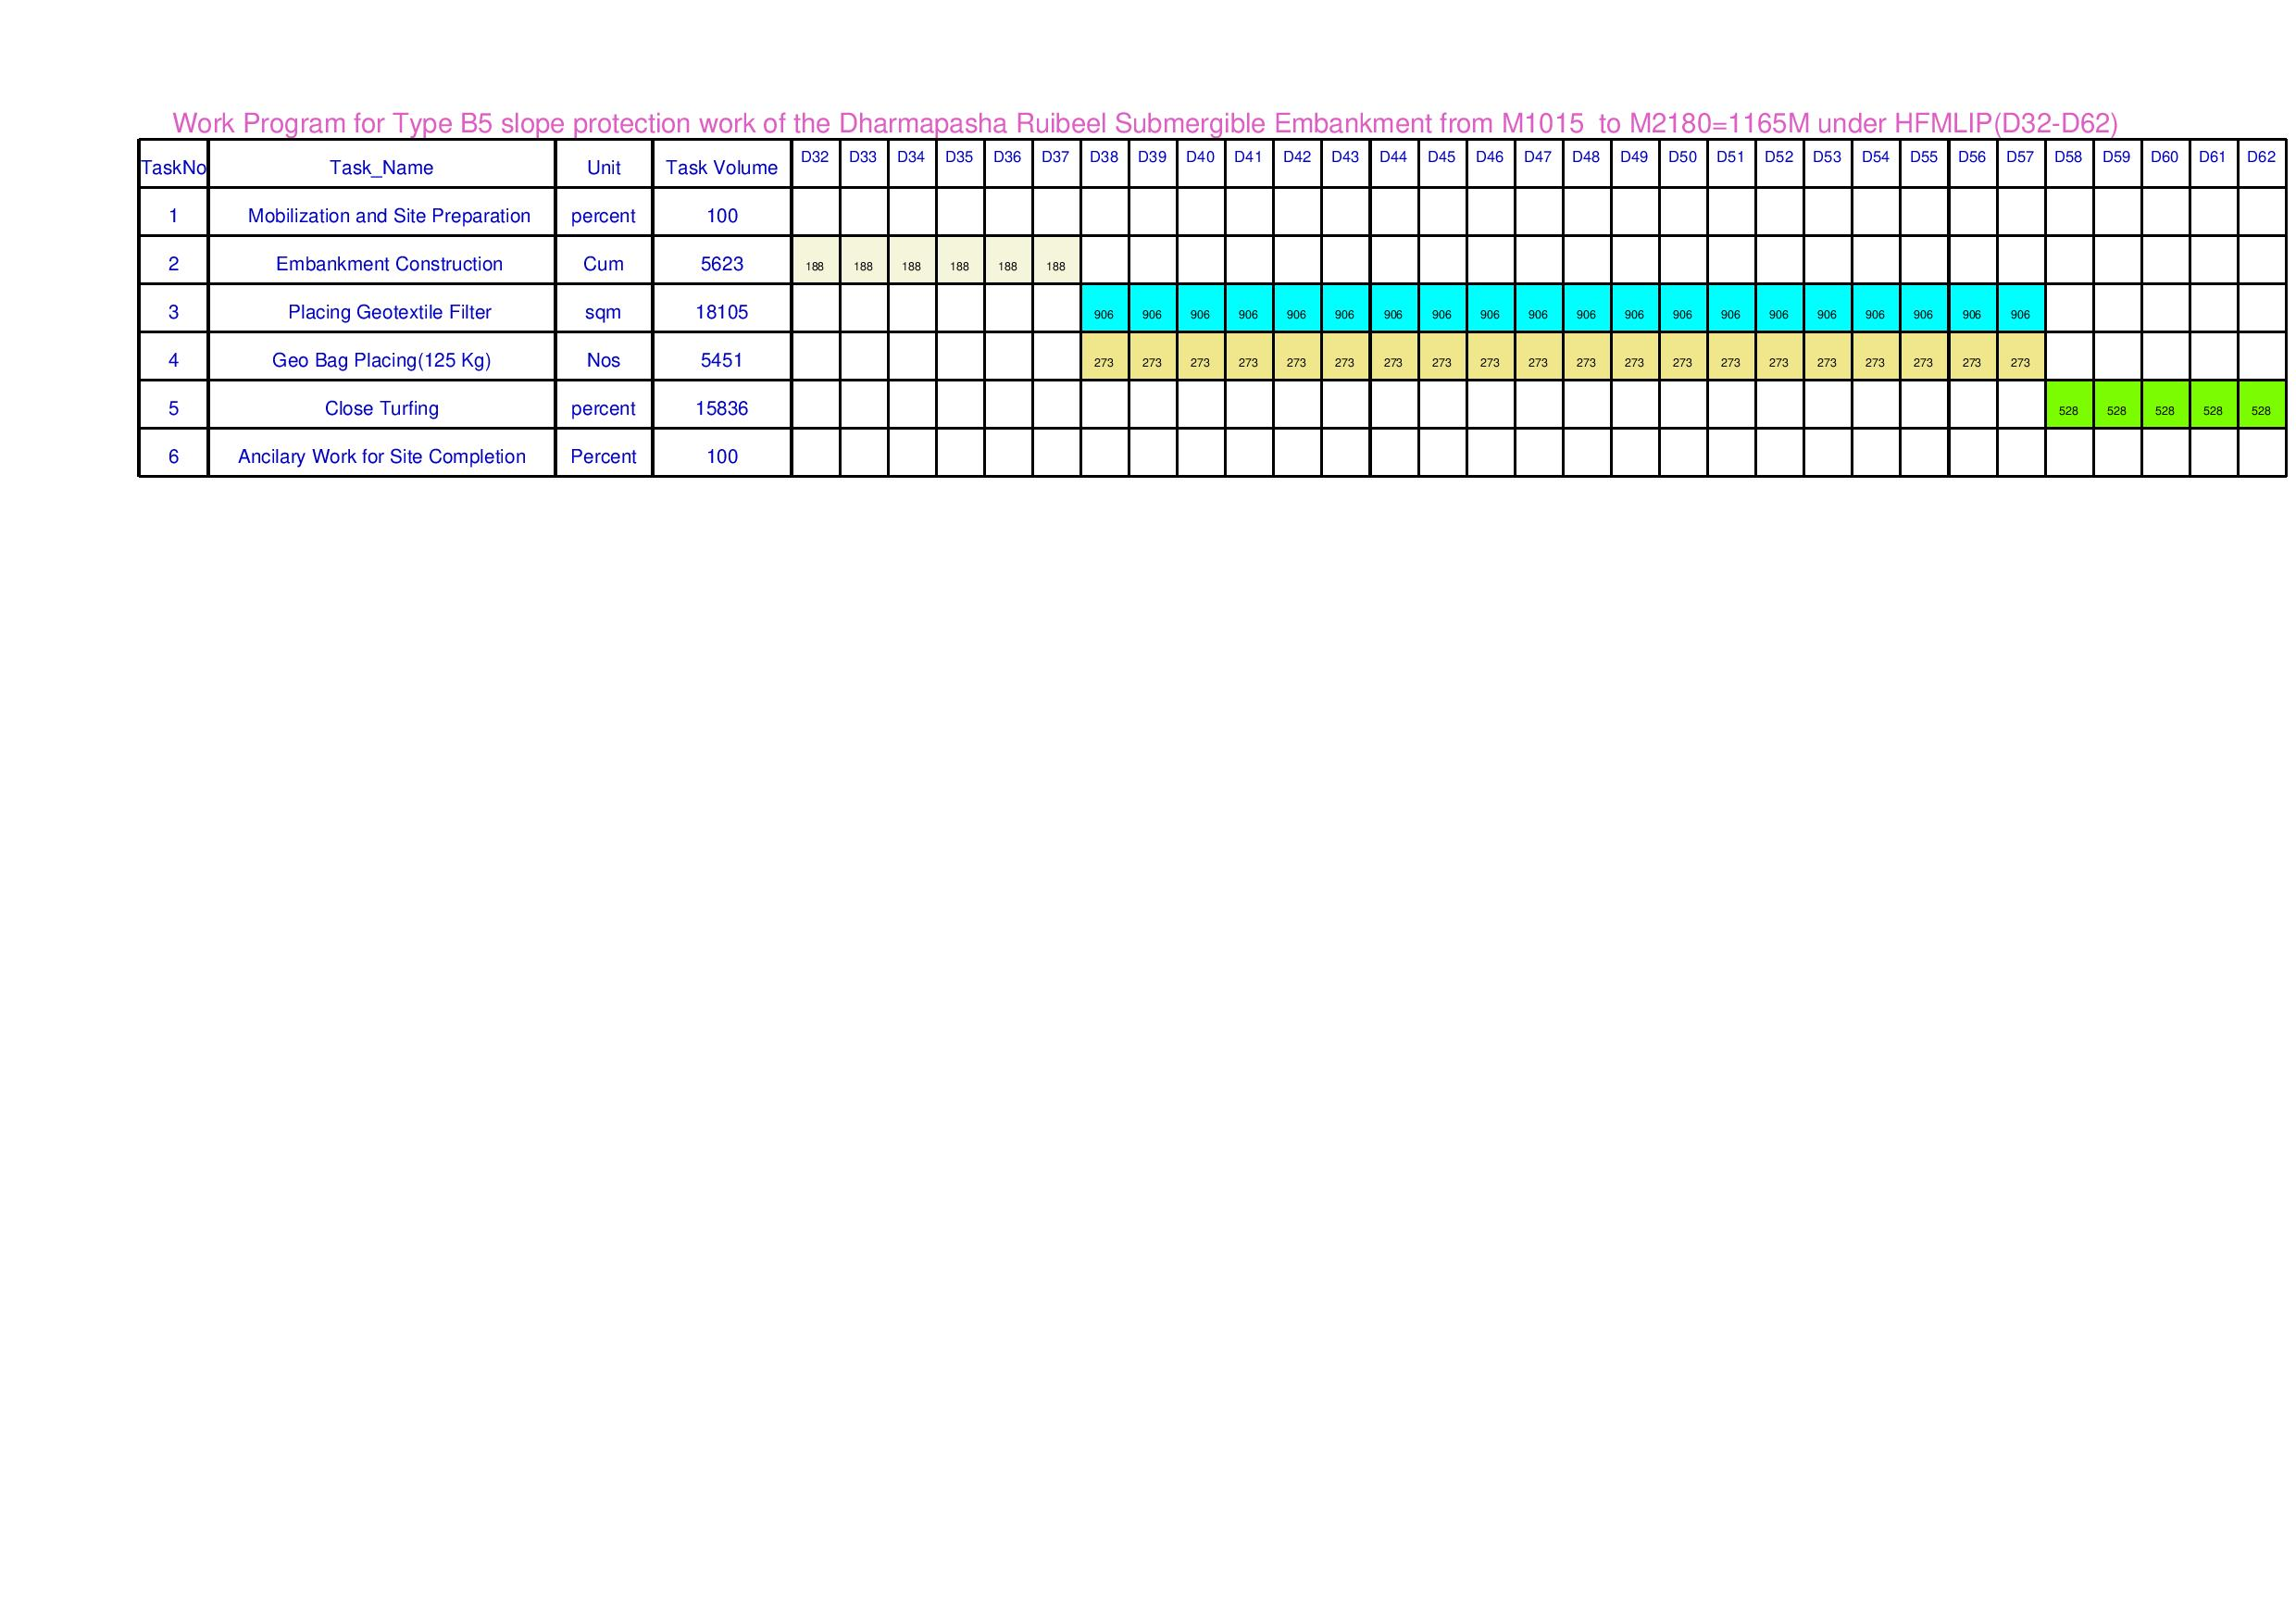 Work Program for Type B5 slope protection work of the Dharmapasha Ruibeel Submergible Embankment from M1015 to M2180=1165M under HFMLIP(D32-D62)
TaskNo Task_Name Unit Task Volume D32 D33 D34 D35 D36 D37 D38 D39 D40 D41 D42 D43 D44 D45 D46 D47 D48 D49 D50 D51 D52 D53 D54 D55 D56 D57 D58 D59 D60 D61 D62
1 Mobilization and Site Preparation percent 100
2 Embankment Construction Cum 5623 188 188 188 188 188 188
3 Placing Geotextile Filter sqm 18105 906 906 906 906 906 906 906 906 906 906 906 906 906 906 906 906 906 906 906 906
4 Geo Bag Placing(125 Kg) Nos 5451 273 273 273 273 273 273 273 273 273 273 273 273 273 273 273 273 273 273 273 273
5 Close Turfing percent 15836 528 528 528 528 528
6 Ancilary Work for Site Completion Percent 100